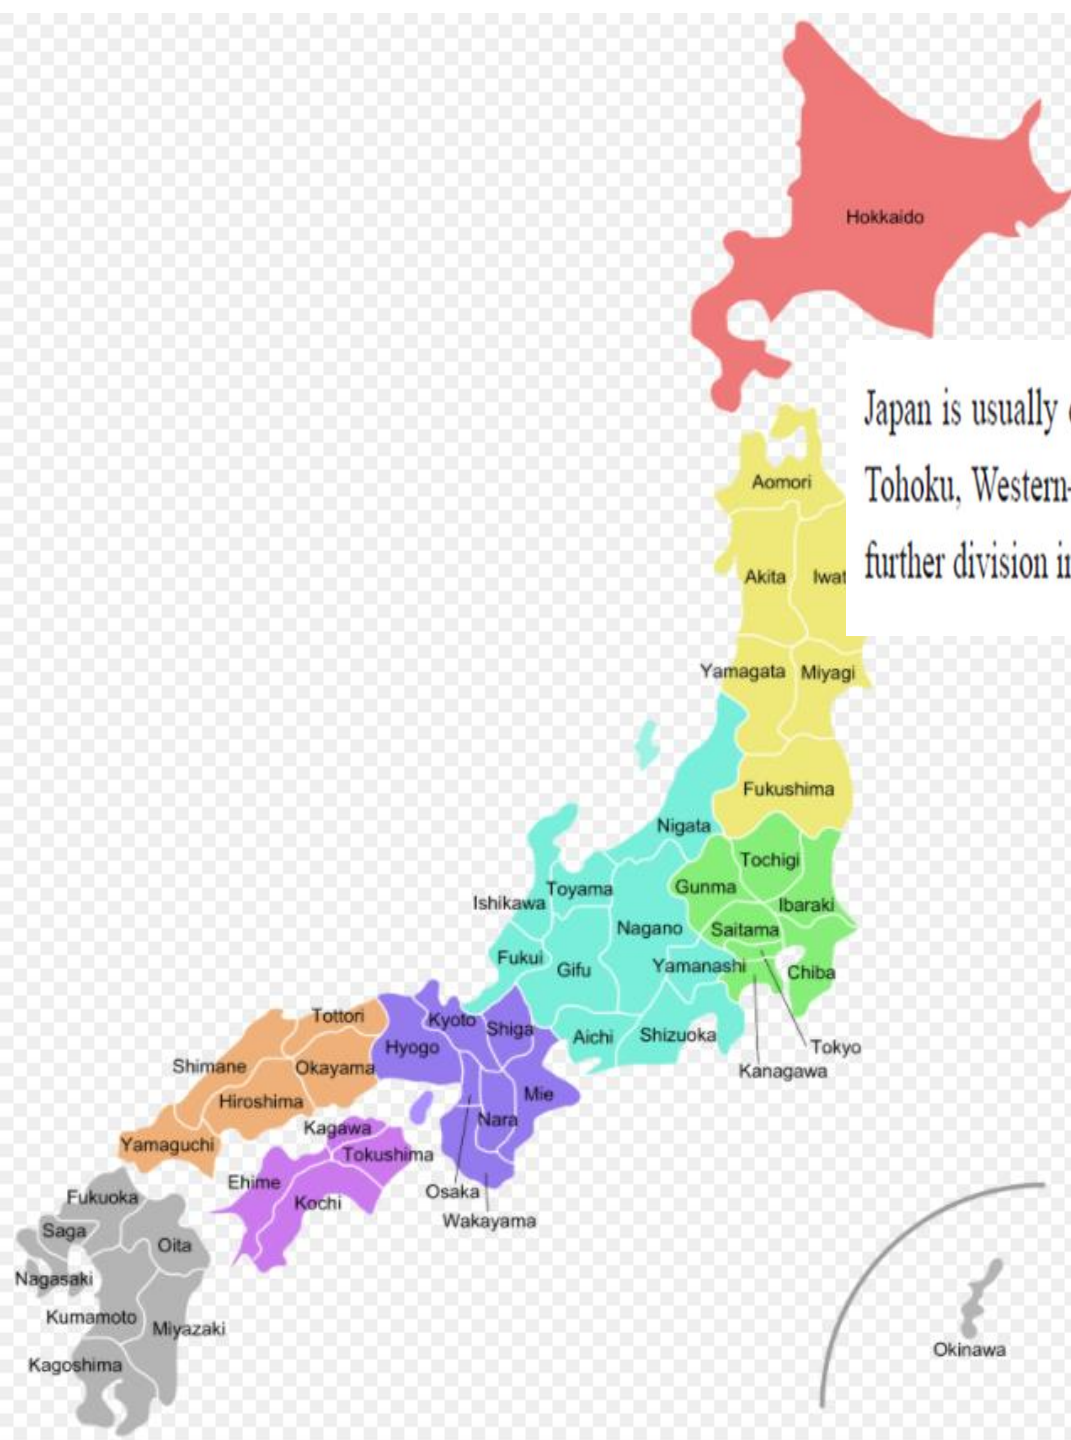 Hokkaido
Japan is usually
Aomori
Tohoku, Western-
Akita
Iwat
further division i
Yamagata
Miyagi
Fukushima
Nigata
Tochigi
Gunma
Toyama
Ishikawa
Ibaraki
Nagano
Saitama
Fukui
Gifu
Yamanashi
Chiba
Tottori
Kyoto
Shiga
Aichi
Shizuoka
Hyogo
Tokyo
Shimane
Okayama
Kanagawa
Hiroshima
Mie
Nara
Kagawa
Yamaguchi
Tokushima
Ehime
Osaka
Fukuoka
Kochi
Wakayama
Saga
Oita
Nagasaki
Kumamoto
Miyazaki
Okinawa
Kagoshima